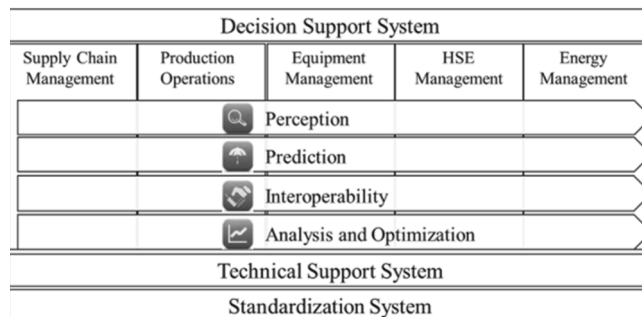 Decision Support System
Supply Chain Management
Production Operations
Equipment Management
HSE Management
Energy Management
Perception
Prediction
Interoperability
Analysis and Optimization
Technical Support System
Standardization System